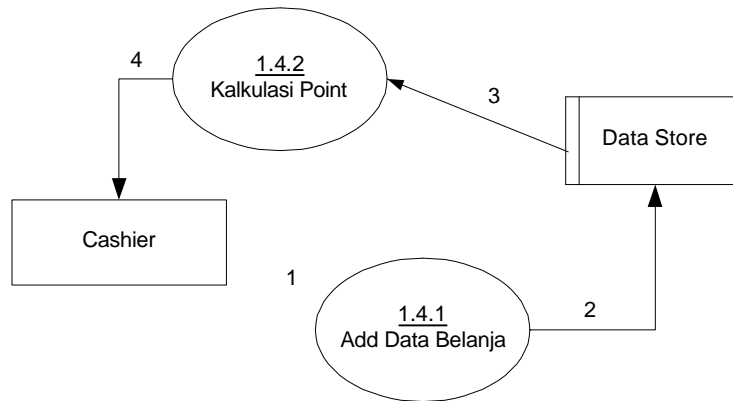 4
1.4.2
Kalkulasi Point
3
Data Store
Cashier
1
1.4.1
Add Data Belanja
2